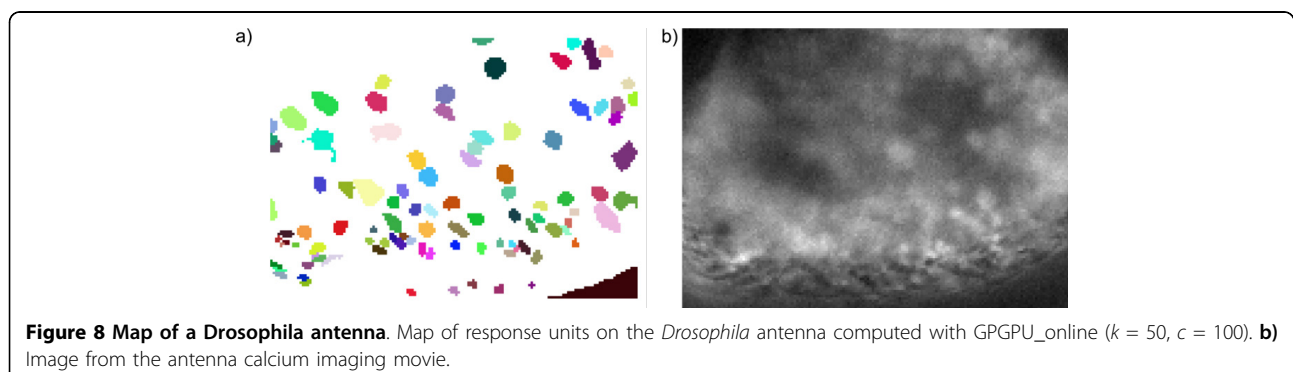 a)
b)
Figure 8 Map of a Drosophila antenna. Map of response units on the Drosophila antenna computed with GPGPU_online (k = 50, c = 100). b)
Image from the antenna calcium imaging movie.